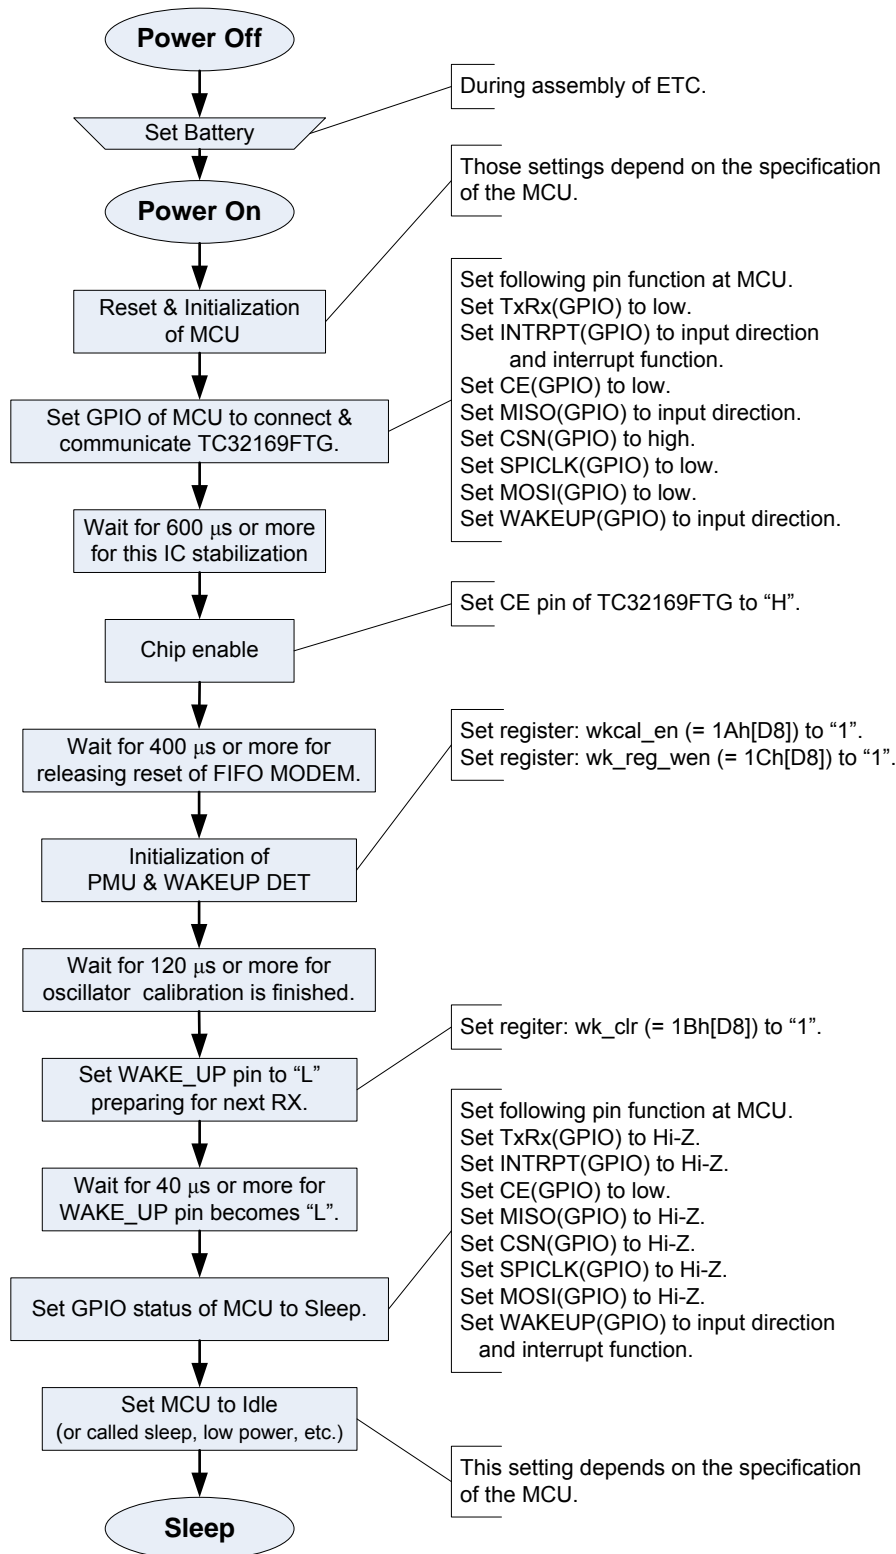 Power Off
During assembly of ETC.
Set Battery
Those settings depend on the specification
of the MCU.
Power On
Set following pin function at MCU.
Set TxRx(GPIO) to low.
Set INTRPT(GPIO) to input direction
and interrupt function.
Set CE(GPIO) to low.
Set MISO(GPIO) to input direction.
Set CSN(GPIO) to high.
Set SPICLK(GPIO) to low.
Set MOSI(GPIO) to low.
Set WAKEUP(GPIO) to input direction.
Reset & Initialization
of MCU
Set GPIO of MCU to connect &
communicate TC32169FTG.
Wait for 600 μs or more
for this IC stabilization
Set CE pin of TC32169FTG to “H”.
Chip enable
Set register: wkcal_en (= 1Ah[D8]) to “1”.
Set register: wk_reg_wen (= 1Ch[D8]) to “1”.
Wait for 400 μs or more for
releasing reset of FIFO MODEM.
Initialization of
PMU & WAKEUP DET
Wait for 120 μs or more for
oscillator calibration is finished.
Set regiter: wk_clr (= 1Bh[D8]) to “1”.
Set WAKE_UP pin to “L”
preparing for next RX.
Set following pin function at MCU.
Set TxRx(GPIO) to Hi-Z.
Set INTRPT(GPIO) to Hi-Z.
Set CE(GPIO) to low.
Set MISO(GPIO) to Hi-Z.
Set CSN(GPIO) to Hi-Z.
Set SPICLK(GPIO) to Hi-Z.
Set MOSI(GPIO) to Hi-Z.
Set WAKEUP(GPIO) to input direction
and interrupt function.
Wait for 40 μs or more for
WAKE_UP pin becomes “L”.
Set GPIO status of MCU to Sleep.
Set MCU to Idle
(or called sleep, low power, etc.)
This setting depends on the specification
of the MCU.
Sleep